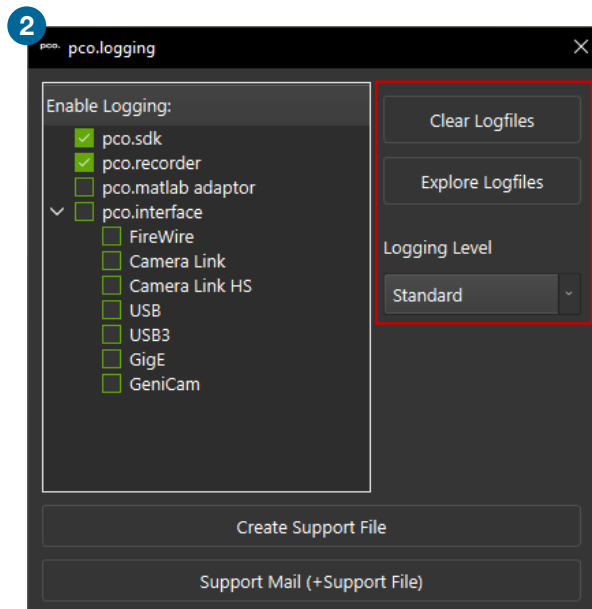 2
pco. pco.logging
Enable Logging:
pco.sdk
pco.recorder
pco.matlab adaptor
pco.interface
FireWire
Camera Link
Camera Link HS
USB
USB3
GigE
GeniCam
Clear Logfiles
Explore Logfiles
Logging Level
Standard
Create Support File
Support Mail (+Support File)